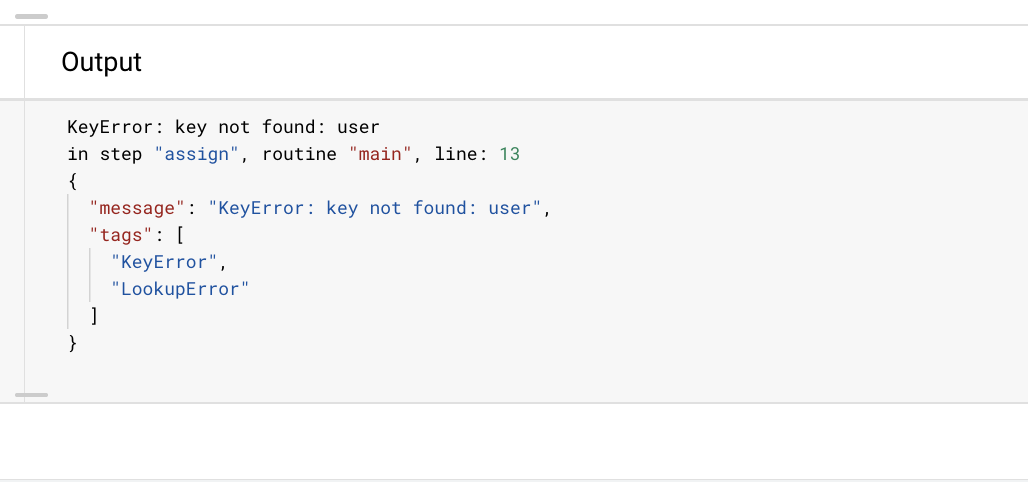 Output
KeyError: key not found: user
in step "assign", routine "main", line: 13
{
"message": "KeyError: key not found: user",
"tags": [
"KeyError",
"LookupError"
]
}